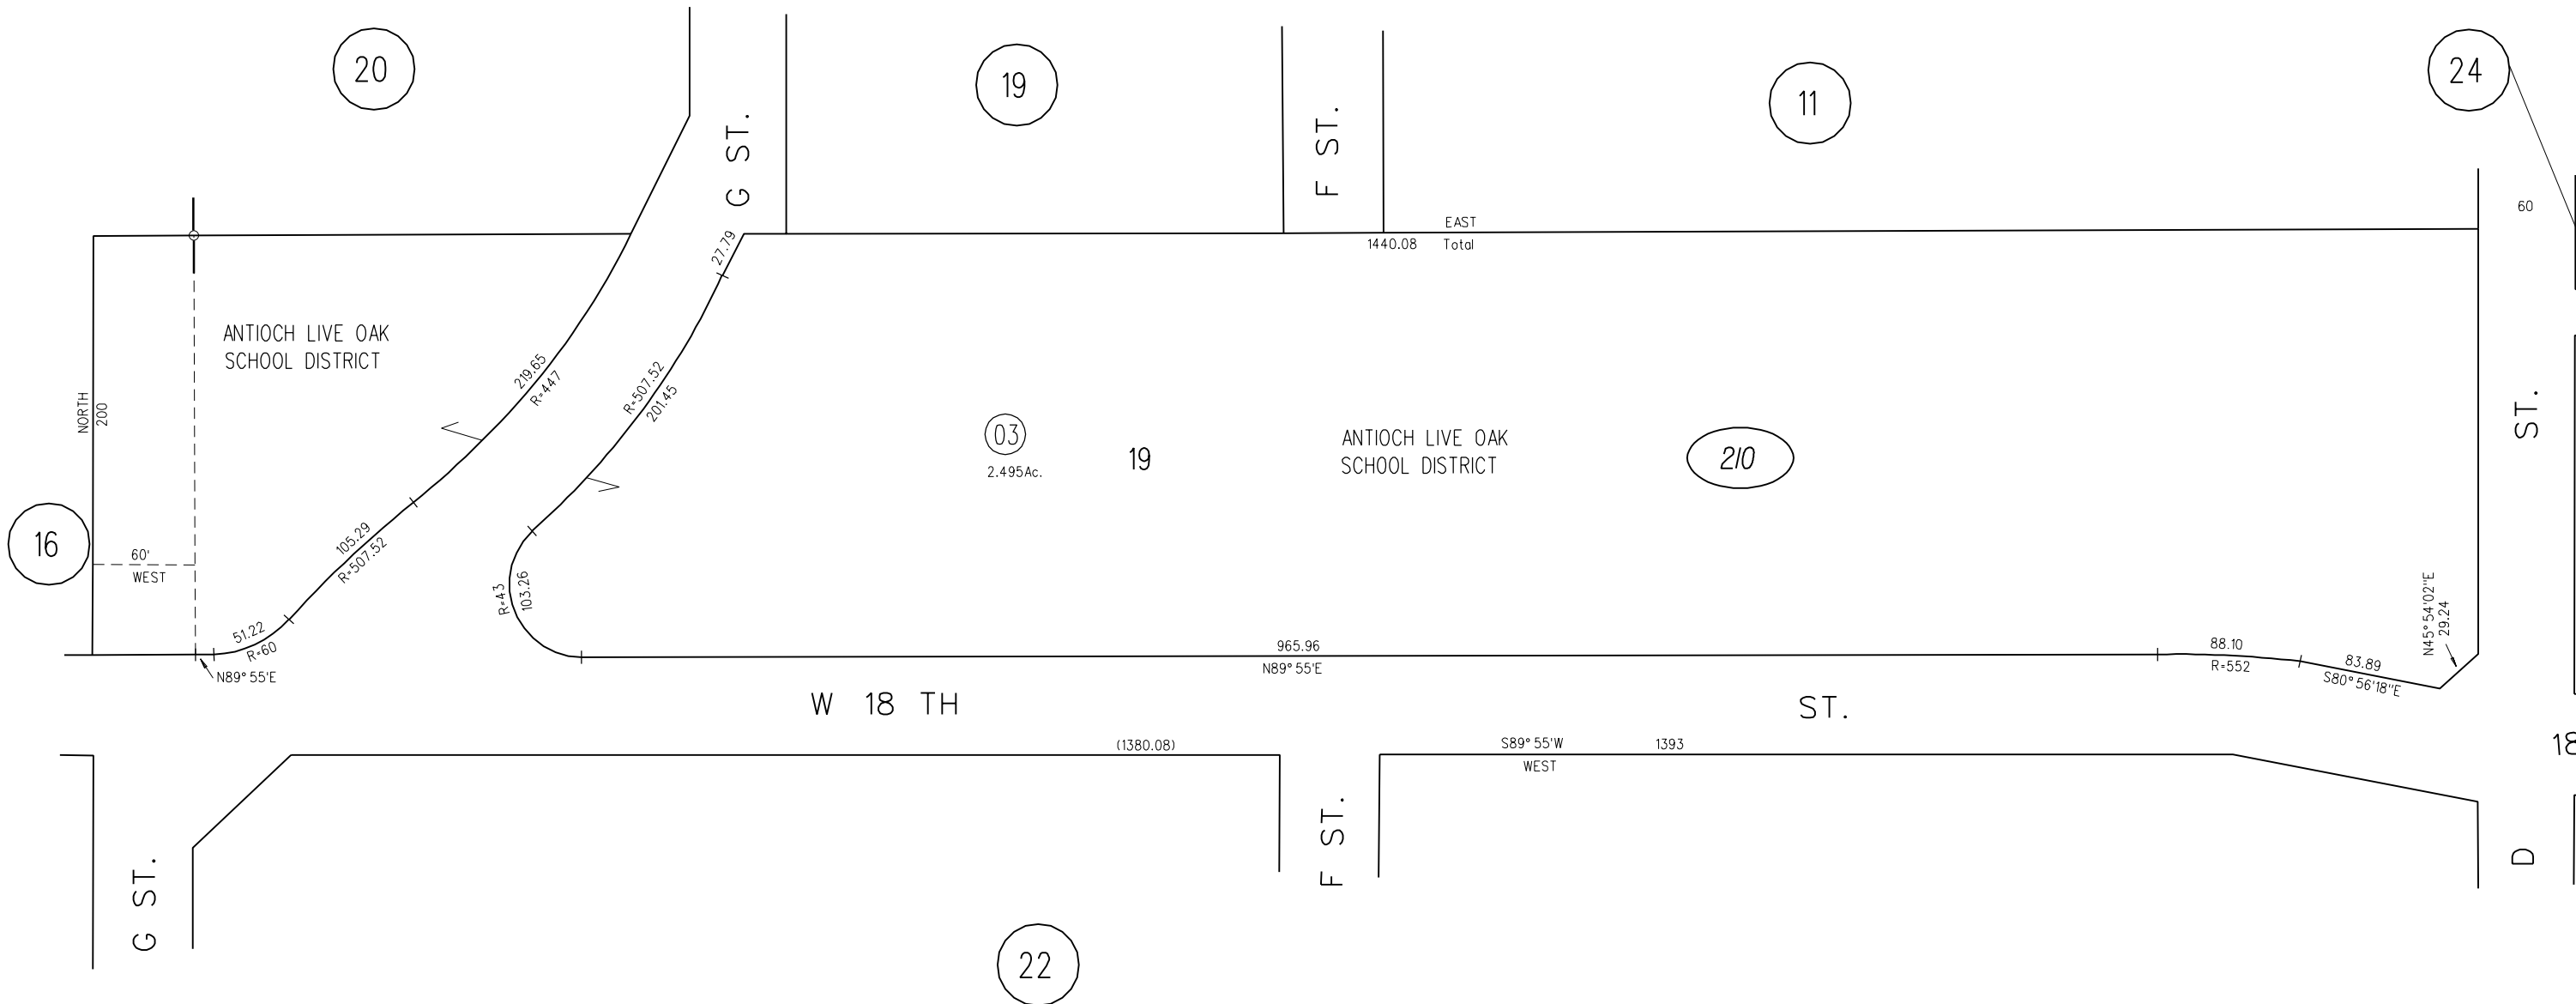 20
19
11
24
G ST.
F ST.
60
EAST
1440.08 Total
27.79
ANTIOCH LIVE OAK
SCHOOL DISTRICT
219.65
R=447
R=507.52
201.45
NORTH
200
ST.
03
2.495Ac.
19
ANTIOCH LIVE OAK
SCHOOL DISTRICT
210
16
60'
WEST
105.29
R=507.52
R=43
103.26
51.22
R=60
N89°55'E
965.96
N89°55'E
88.10
R=552
83.89
S80°56'18"E
N45°54'02"E
29.24
W 18 TH ST.
(1380.08)
S89°55'W 1393
WEST
18
G ST.
F ST.
D
22